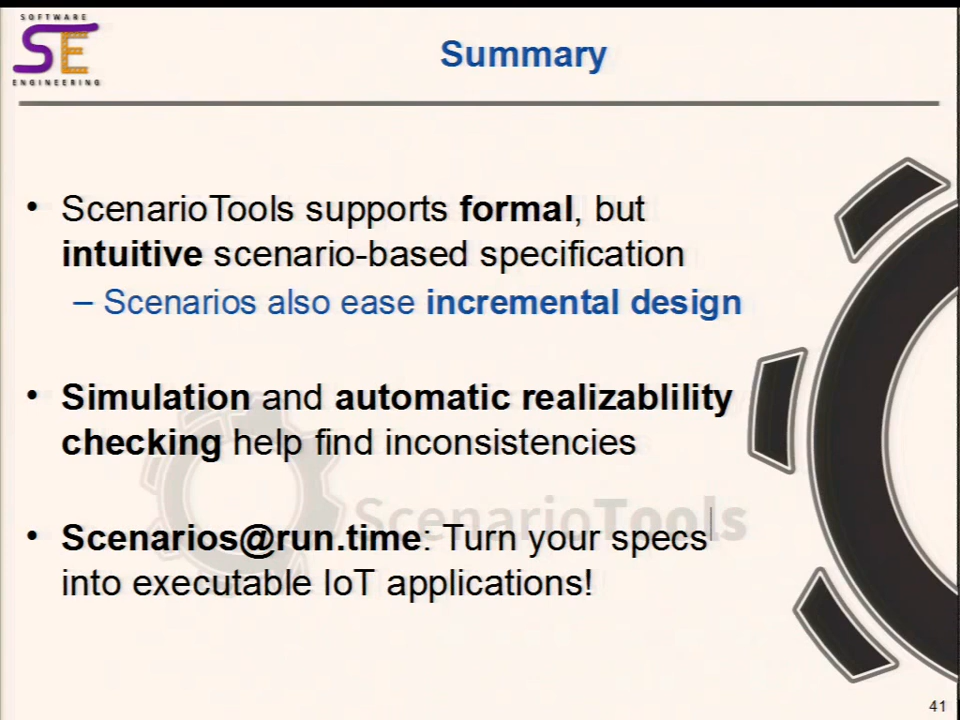 SOFTWARE
SE
ENGINEERING
Summary
• ScenarioTools supports formal, but
intuitive scenario-based specification
– Scenarios also ease incremental design
• Simulation and automatic realizablility
checking help find inconsistencies
ScenarioTools
• Scenarios@run.time: Turn your specs
into executable IoT applications!
41